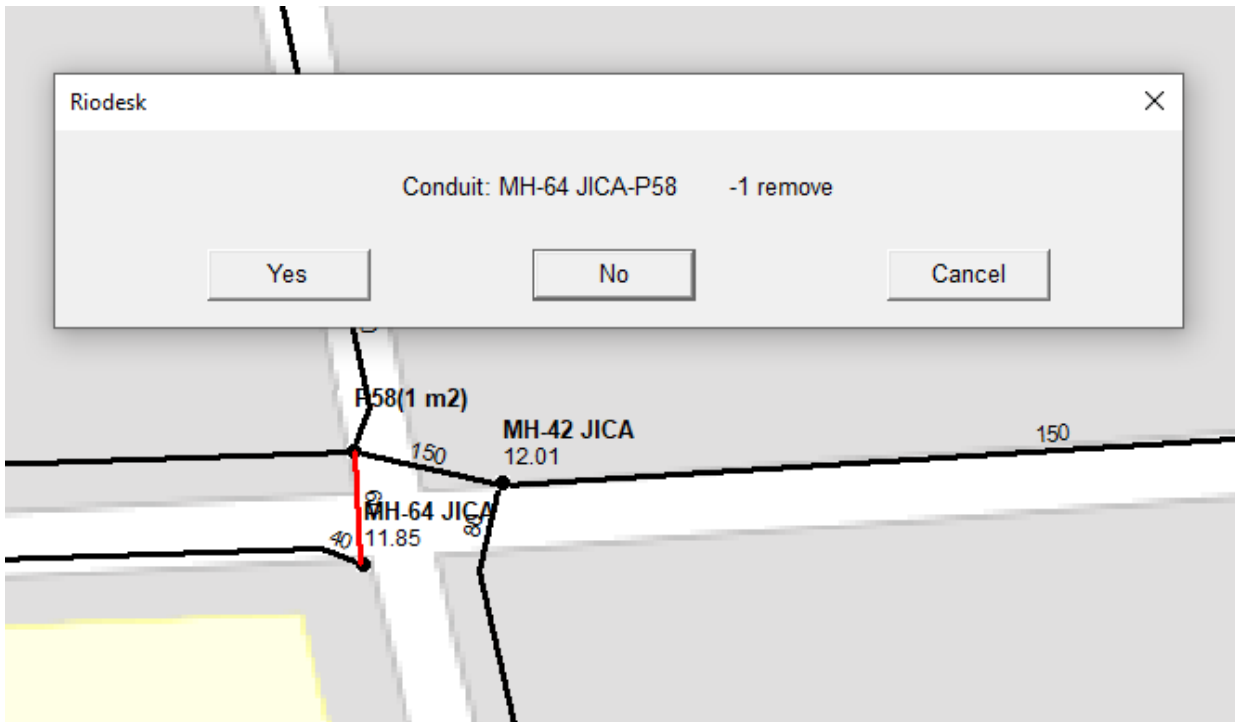 Riodesk
Conduit: MH-64 JICA-P58 -1 remove
Yes
No
Cancel
P58(1 m2)
MH-42 JICA
12.01
150
150
MH-64 JICA
11.85
40
80